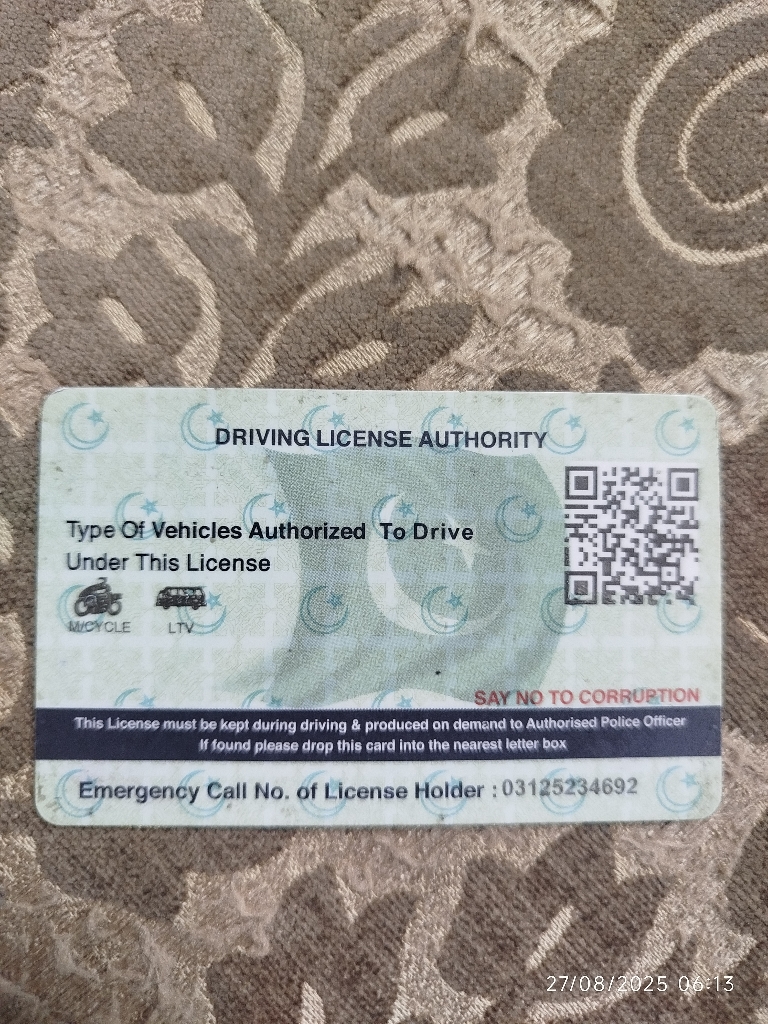 DRIVING LICENSE AUTHORITY
Type Of Vehicles Authorized To Drive
Under This License
M/CYCLE LTV
SAY NO TO CORRUPTION
This License must be kept during driving & produced on demand to Authorised Police Officer
If found please drop this card into the nearest letter box
Emergency Call No. of License Holder : 03125234692
27/08/2025 06:13